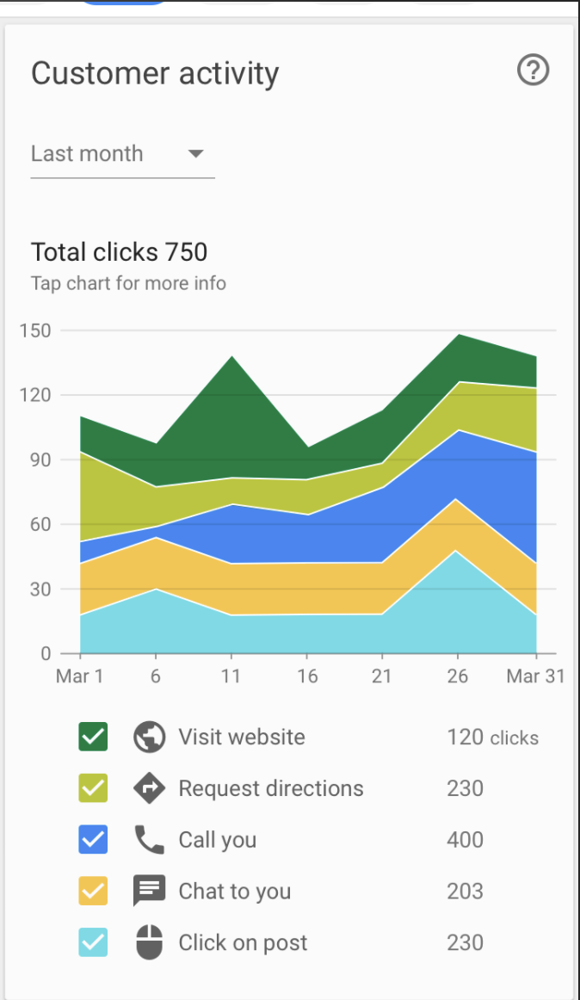 Customer activity
Last month
Total clicks 750
Tap chart for more info
150
120
90
60
30
0
Mar 1 6 11 16 21 26 Mar 31
Visit website 120 clicks
Request directions 230
Call you 400
Chat to you 203
Click on post 230